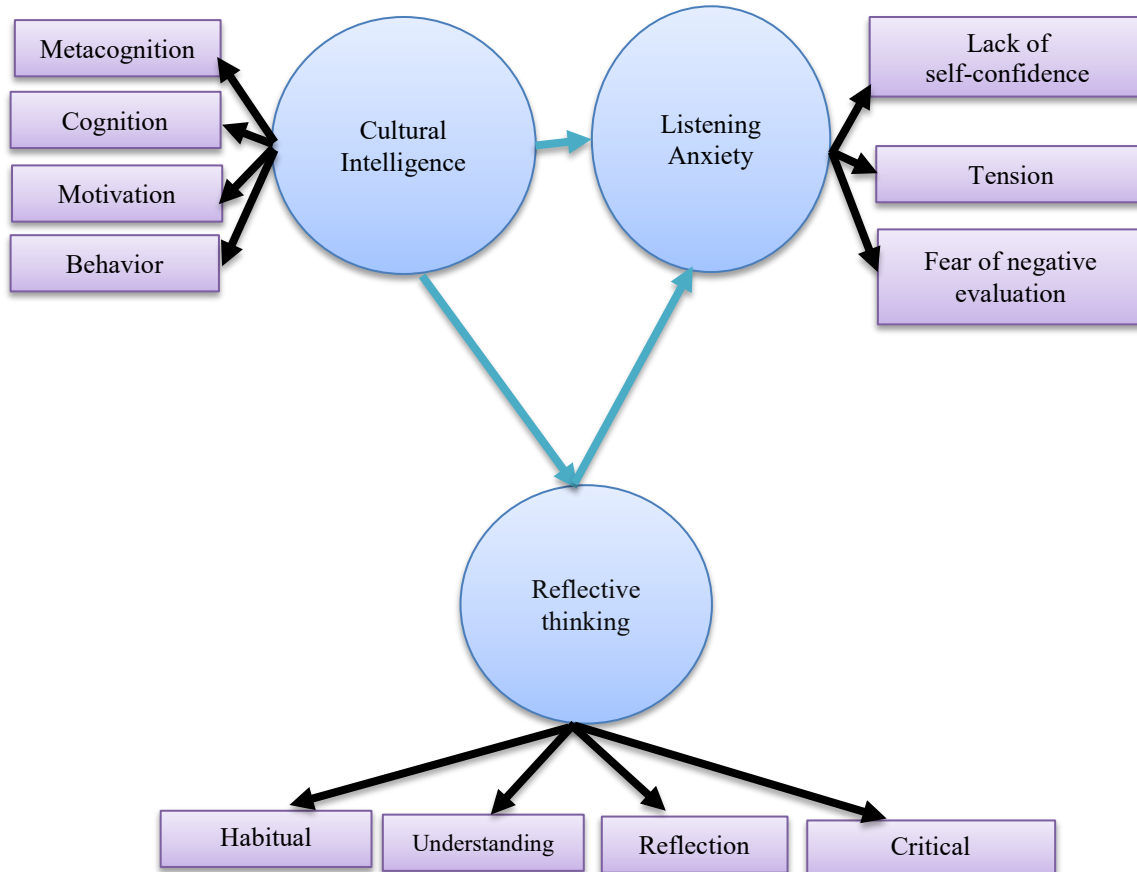 Metacognition
Cognition
Motivation
Behavior
Cultural
Intelligence
Listening
Anxiety
Lack of
self-confidence
Tension
Fear of negative
evaluation
Reflective
thinking
Habitual
Understanding
Reflection
Critical